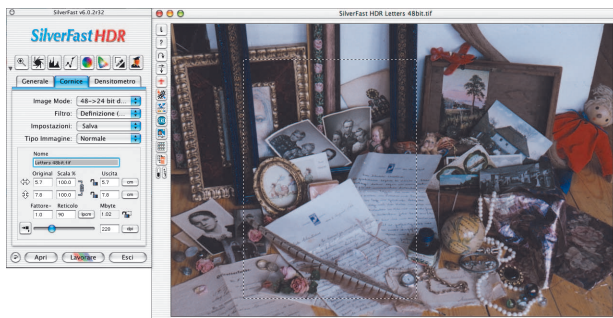 SilverFast v6.0.2r32
SilverFast HDR
Generale Cornice Densitometro
Image Mode: 48->24 bit d...
Filtro: Definizione (...
Impostazioni: Salva
Tipo Immagine: Normale
Nome
Letters 48bit.tif
Original Scala % Uscita
5.7 100.0 5.7 cm
7.8 100.0 7.8 cm
Fattore- Reticolo Mbyte
1.0 90 lpcm 1.02
229 dpi
Apri Lavorare Esci
SilverFast HDR Letters 48bit.tif